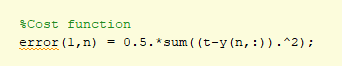 %Cost function
error(1,n) = 0.5.*sum((t-y(n,:)).^2);